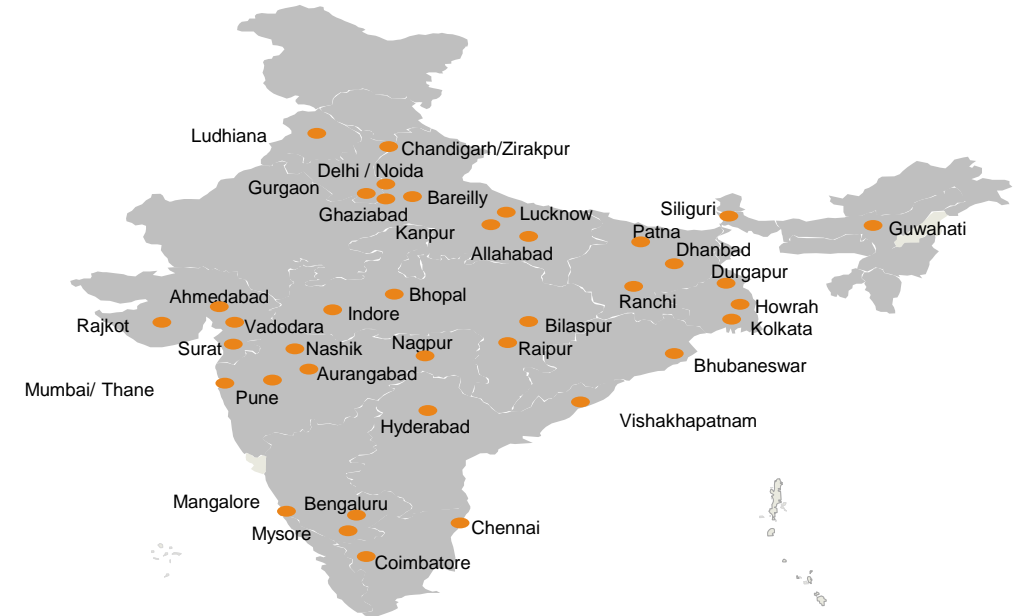 Ludhiana
Chandigarh/Zirakpur
Delhi / Noida
Gurgaon
Bareilly
Ghaziabad
Lucknow
Siliguri
Kanpur
Patna
Guwahati
Allahabad
Dhanbad
Durgapur
Ahmedabad
Bhopal
Ranchi
Howrah
Indore
Rajkot
Vadodara
Bilaspur
Kolkata
Surat
Nashik
Nagpur
Raipur
Bhubaneswar
Aurangabad
Mumbai/ Thane
Pune
Vishakhapatnam
Hyderabad
Mangalore
Bengaluru
Chennai
Mysore
Coimbatore